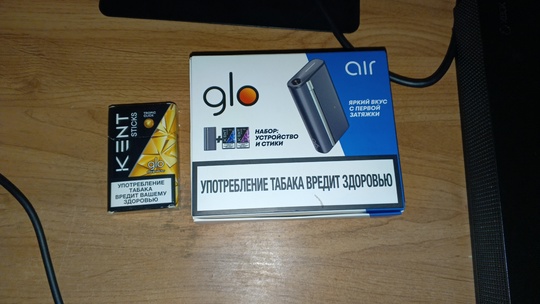 KENT
STICKS
glo
УПОТРЕБЛЕНИЕ
ТАБАКА
ВРЕДИТ ВАШЕМУ
ЗДОРОВЬЮ
glo
air
ЯРКИЙ ВКУС
С ПЕРВОЙ
ЗАТЯЖКИ
НАБОР:
УСТРОЙСТВО
И СТИКИ
УПОТРЕБЛЕНИЕ ТАБАКА ВРЕДИТ ЗДОРОВЬЮ